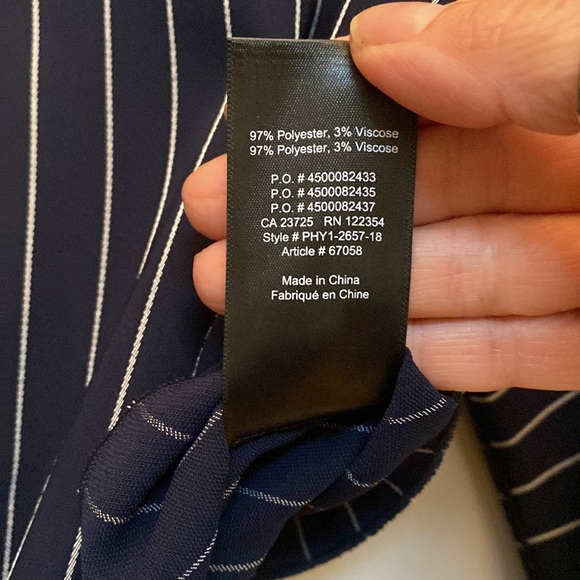 97% Polyester, 3% Viscose
97% Polyester, 3% Viscose
P.O. # 4500082433
P.O. # 4500082435
P.O. # 4500082437
CA 23725 RN 122354
Style # PHY1-2657-18
Article # 67058
Made in China
Fabriqué en Chine